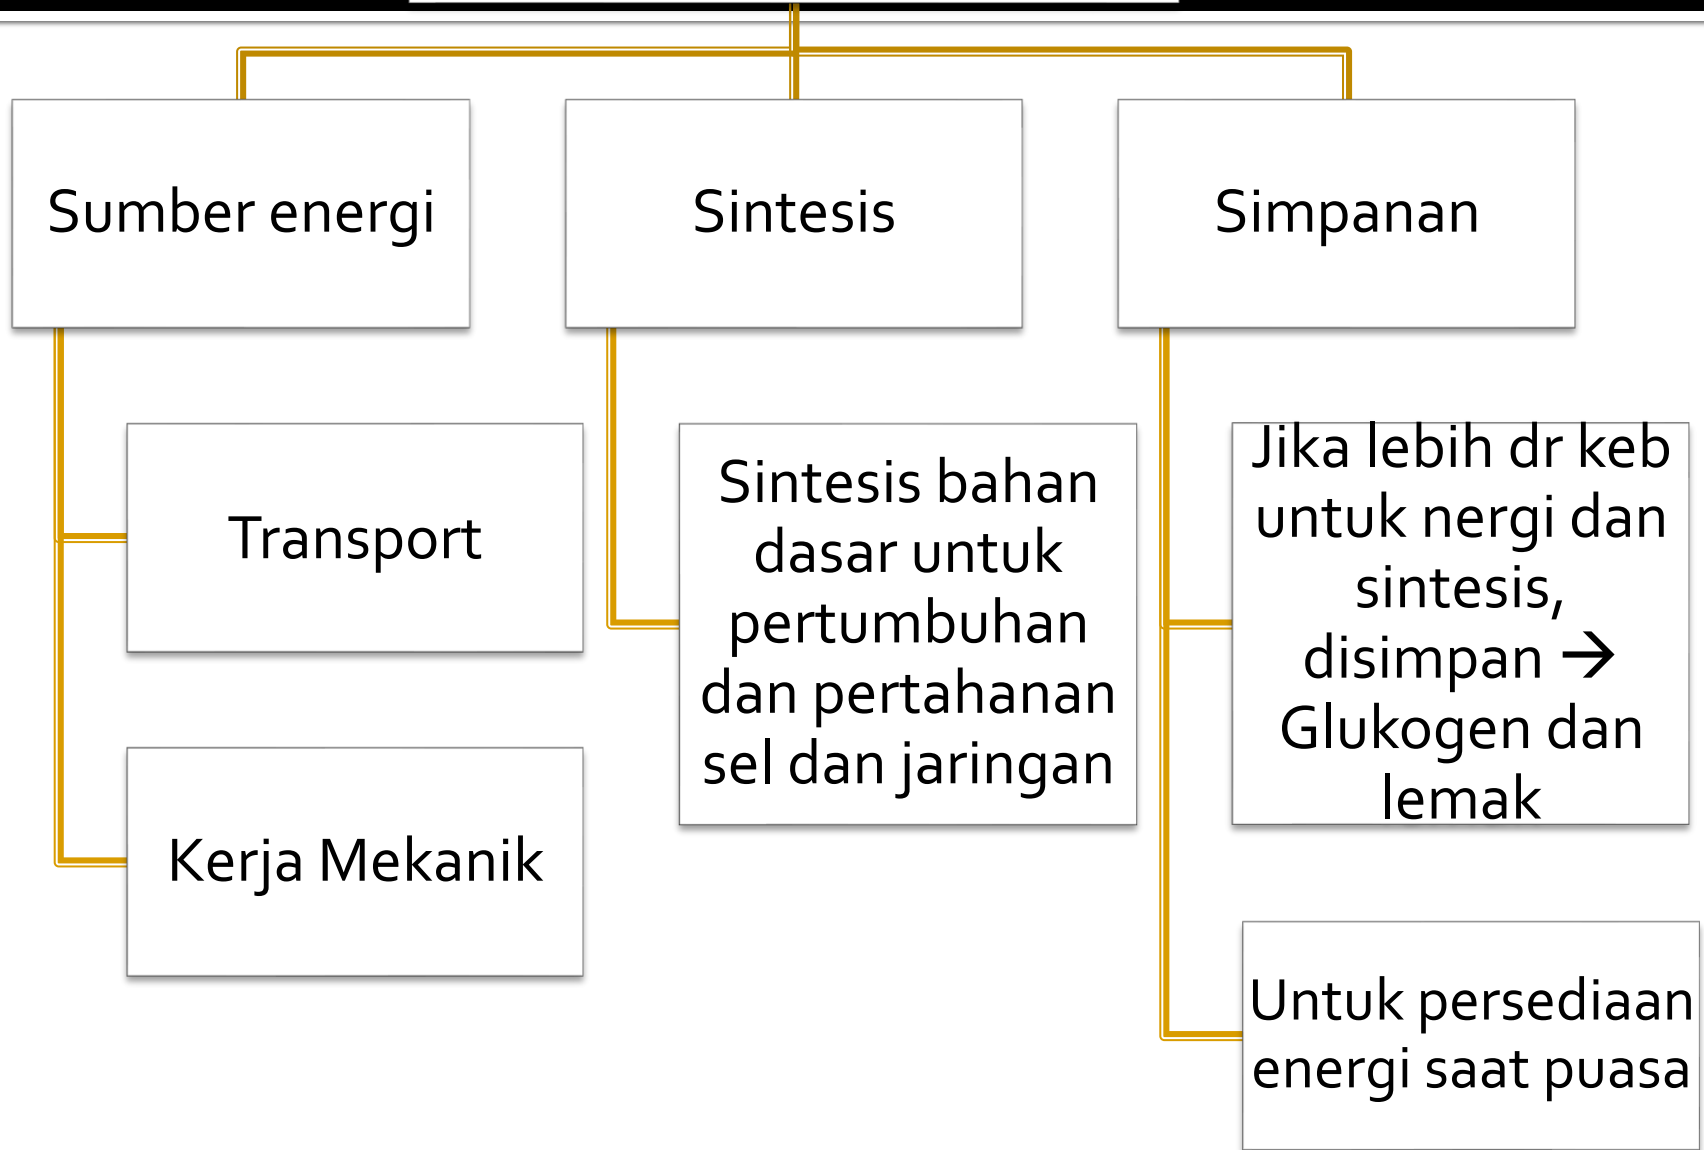 Sumber energi
Sintesis
Simpanan
Transport
Kerja Mekanik
Sintesis bahan
dasar untuk
pertumbuhan
dan pertahanan
sel dan jaringan
Jika lebih dr keb
untuk nergi dan
sintesis,
disimpan →
Glukogen dan
lemak
Untuk persediaan
energi saat puasa